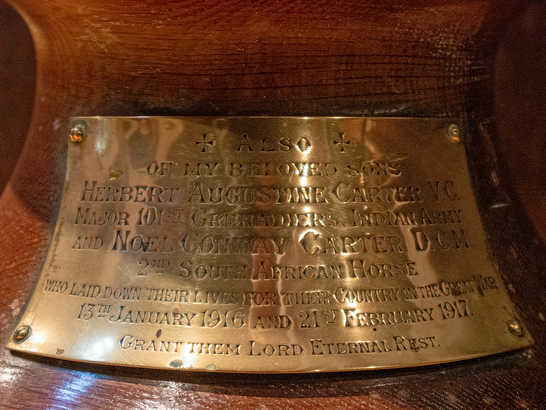 ✠ ALSO ✠
OF MY BELOVED SONS
HERBERT AUGUSTINE CARTER V.C.
MAJOR 101ST GRENADIERS, INDIAN ARMY
AND NOEL CONWAY CARTER D.C.M.
2ND SOUTH AFRICAN HORSE
WHO LAID DOWN THEIR LIVES FOR THEIR COUNTRY IN THE GREAT WAR
13TH JANUARY 1916 AND 21ST FEBRUARY 1917.
GRANT THEM LORD ETERNAL REST.